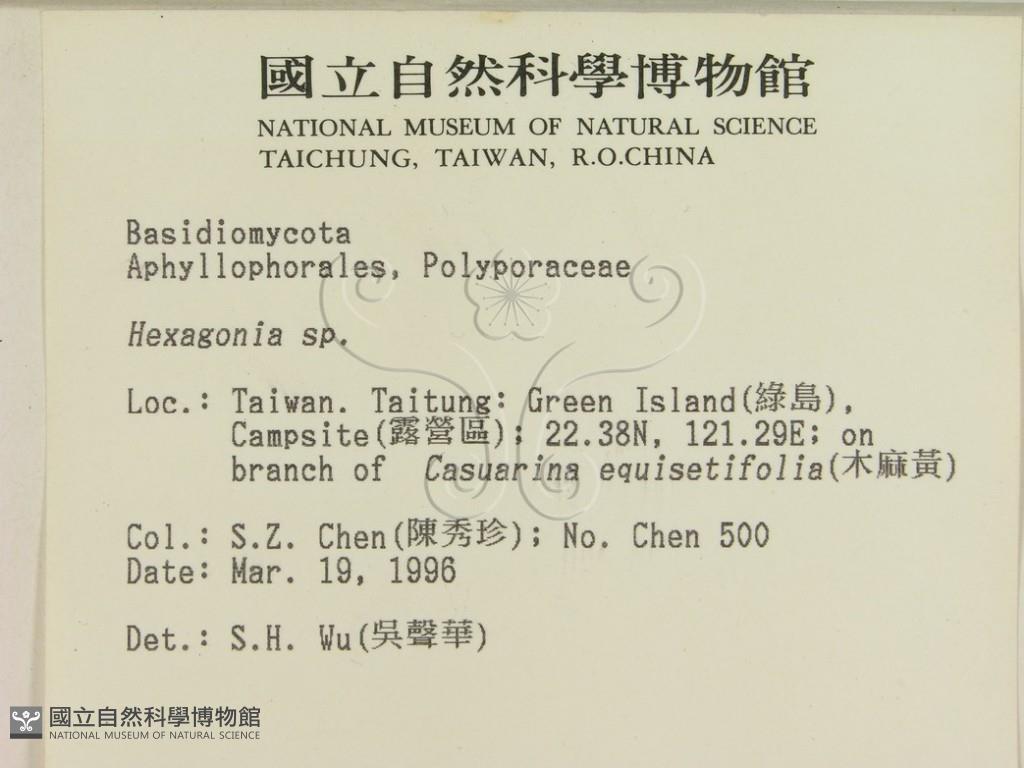 國立自然科學博物館
NATIONAL MUSEUM OF NATURAL SCIENCE
TAICHUNG, TAIWAN, R.O.CHINA
Basidiomycota
Aphyllophorales, Polyporaceae
Hexagonia sp.
Loc.: Taiwan. Taitung: Green Island(綠島),
Campsite(露營區); 22.38N, 121.29E; on
branch of Casuarina equisetifolia(木麻黃)
Col.: S.Z. Chen(陳秀珍); No. Chen 500
Date: Mar. 19, 1996
Det.: S.H. Wu(吳聲華)
國立自然科學博物館
NATIONAL MUSEUM OF NATURAL SCIENCE